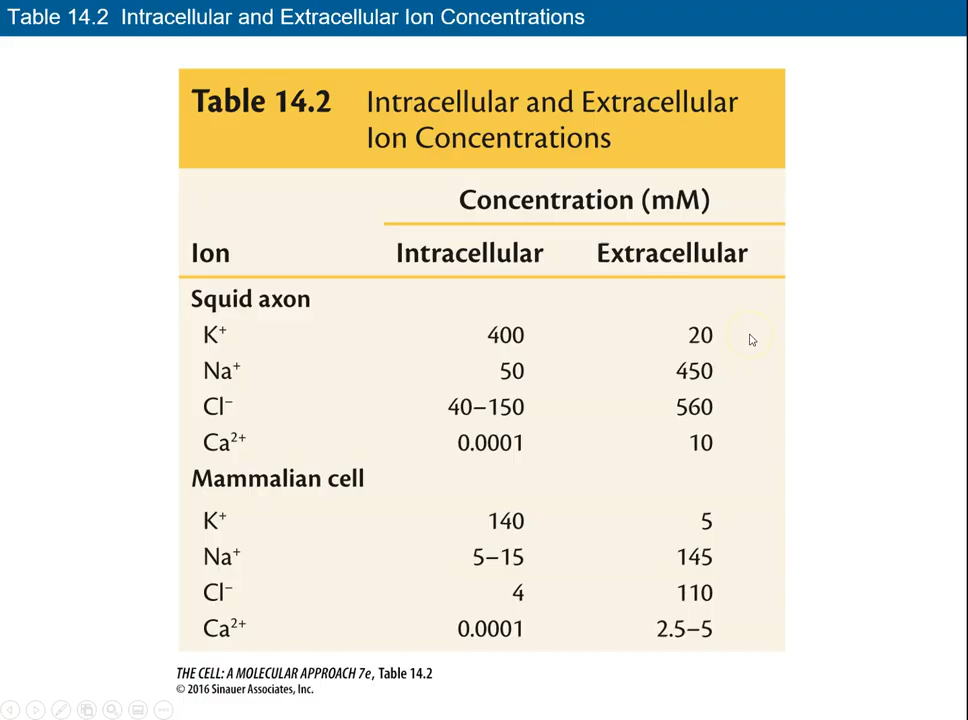 Table 14.2 Intracellular and Extracellular Ion Concentrations
Table 14.2 Intracellular and Extracellular
Ion Concentrations
Concentration (mM)
Ion Intracellular Extracellular
Squid axon
K⁺ 400 20
Na⁺ 50 450
Cl⁻ 40–150 560
Ca²⁺ 0.0001 10
Mammalian cell
K⁺ 140 5
Na⁺ 5–15 145
Cl⁻ 4 110
Ca²⁺ 0.0001 2.5–5
THE CELL: A MOLECULAR APPROACH 7e, Table 14.2
© 2016 Sinauer Associates, Inc.